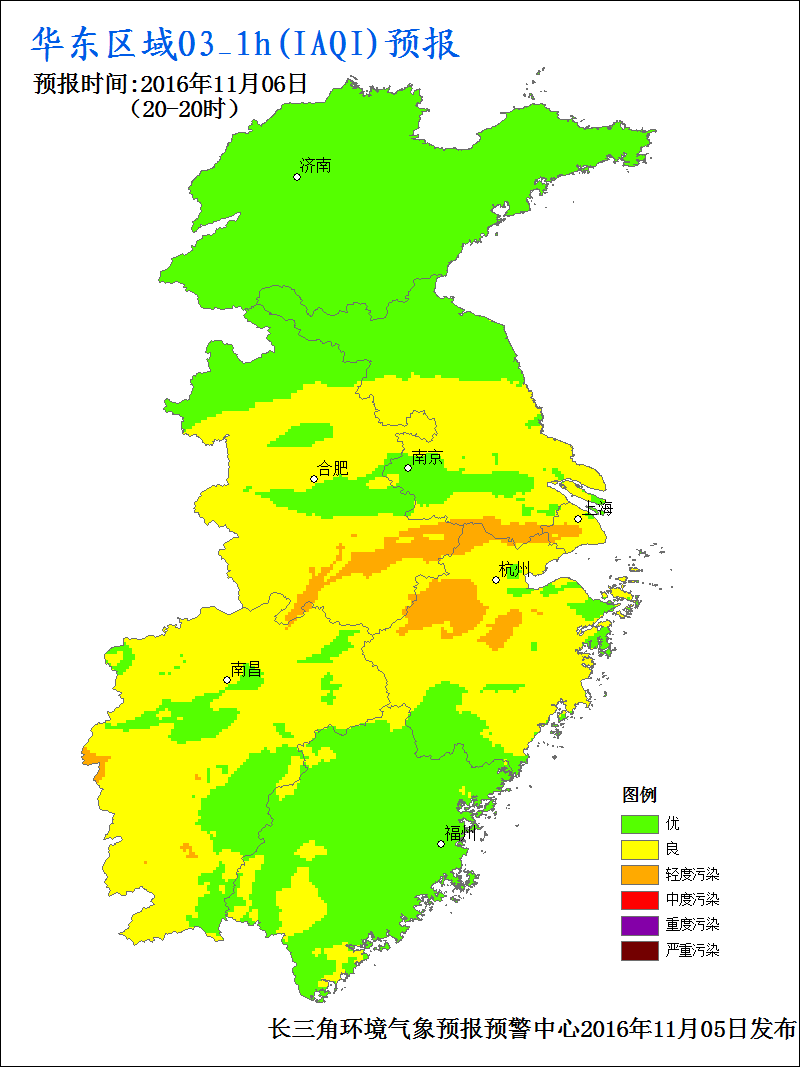 华东区域O3_1h(IAQI)预报
预报时间:2016年11月06日
(20-20时)
济南
南京
合肥
上海
杭州
南昌
福州
图例
优
良
轻度污染
中度污染
重度污染
严重污染
长三角环境气象预报预警中心2016年11月05日发布